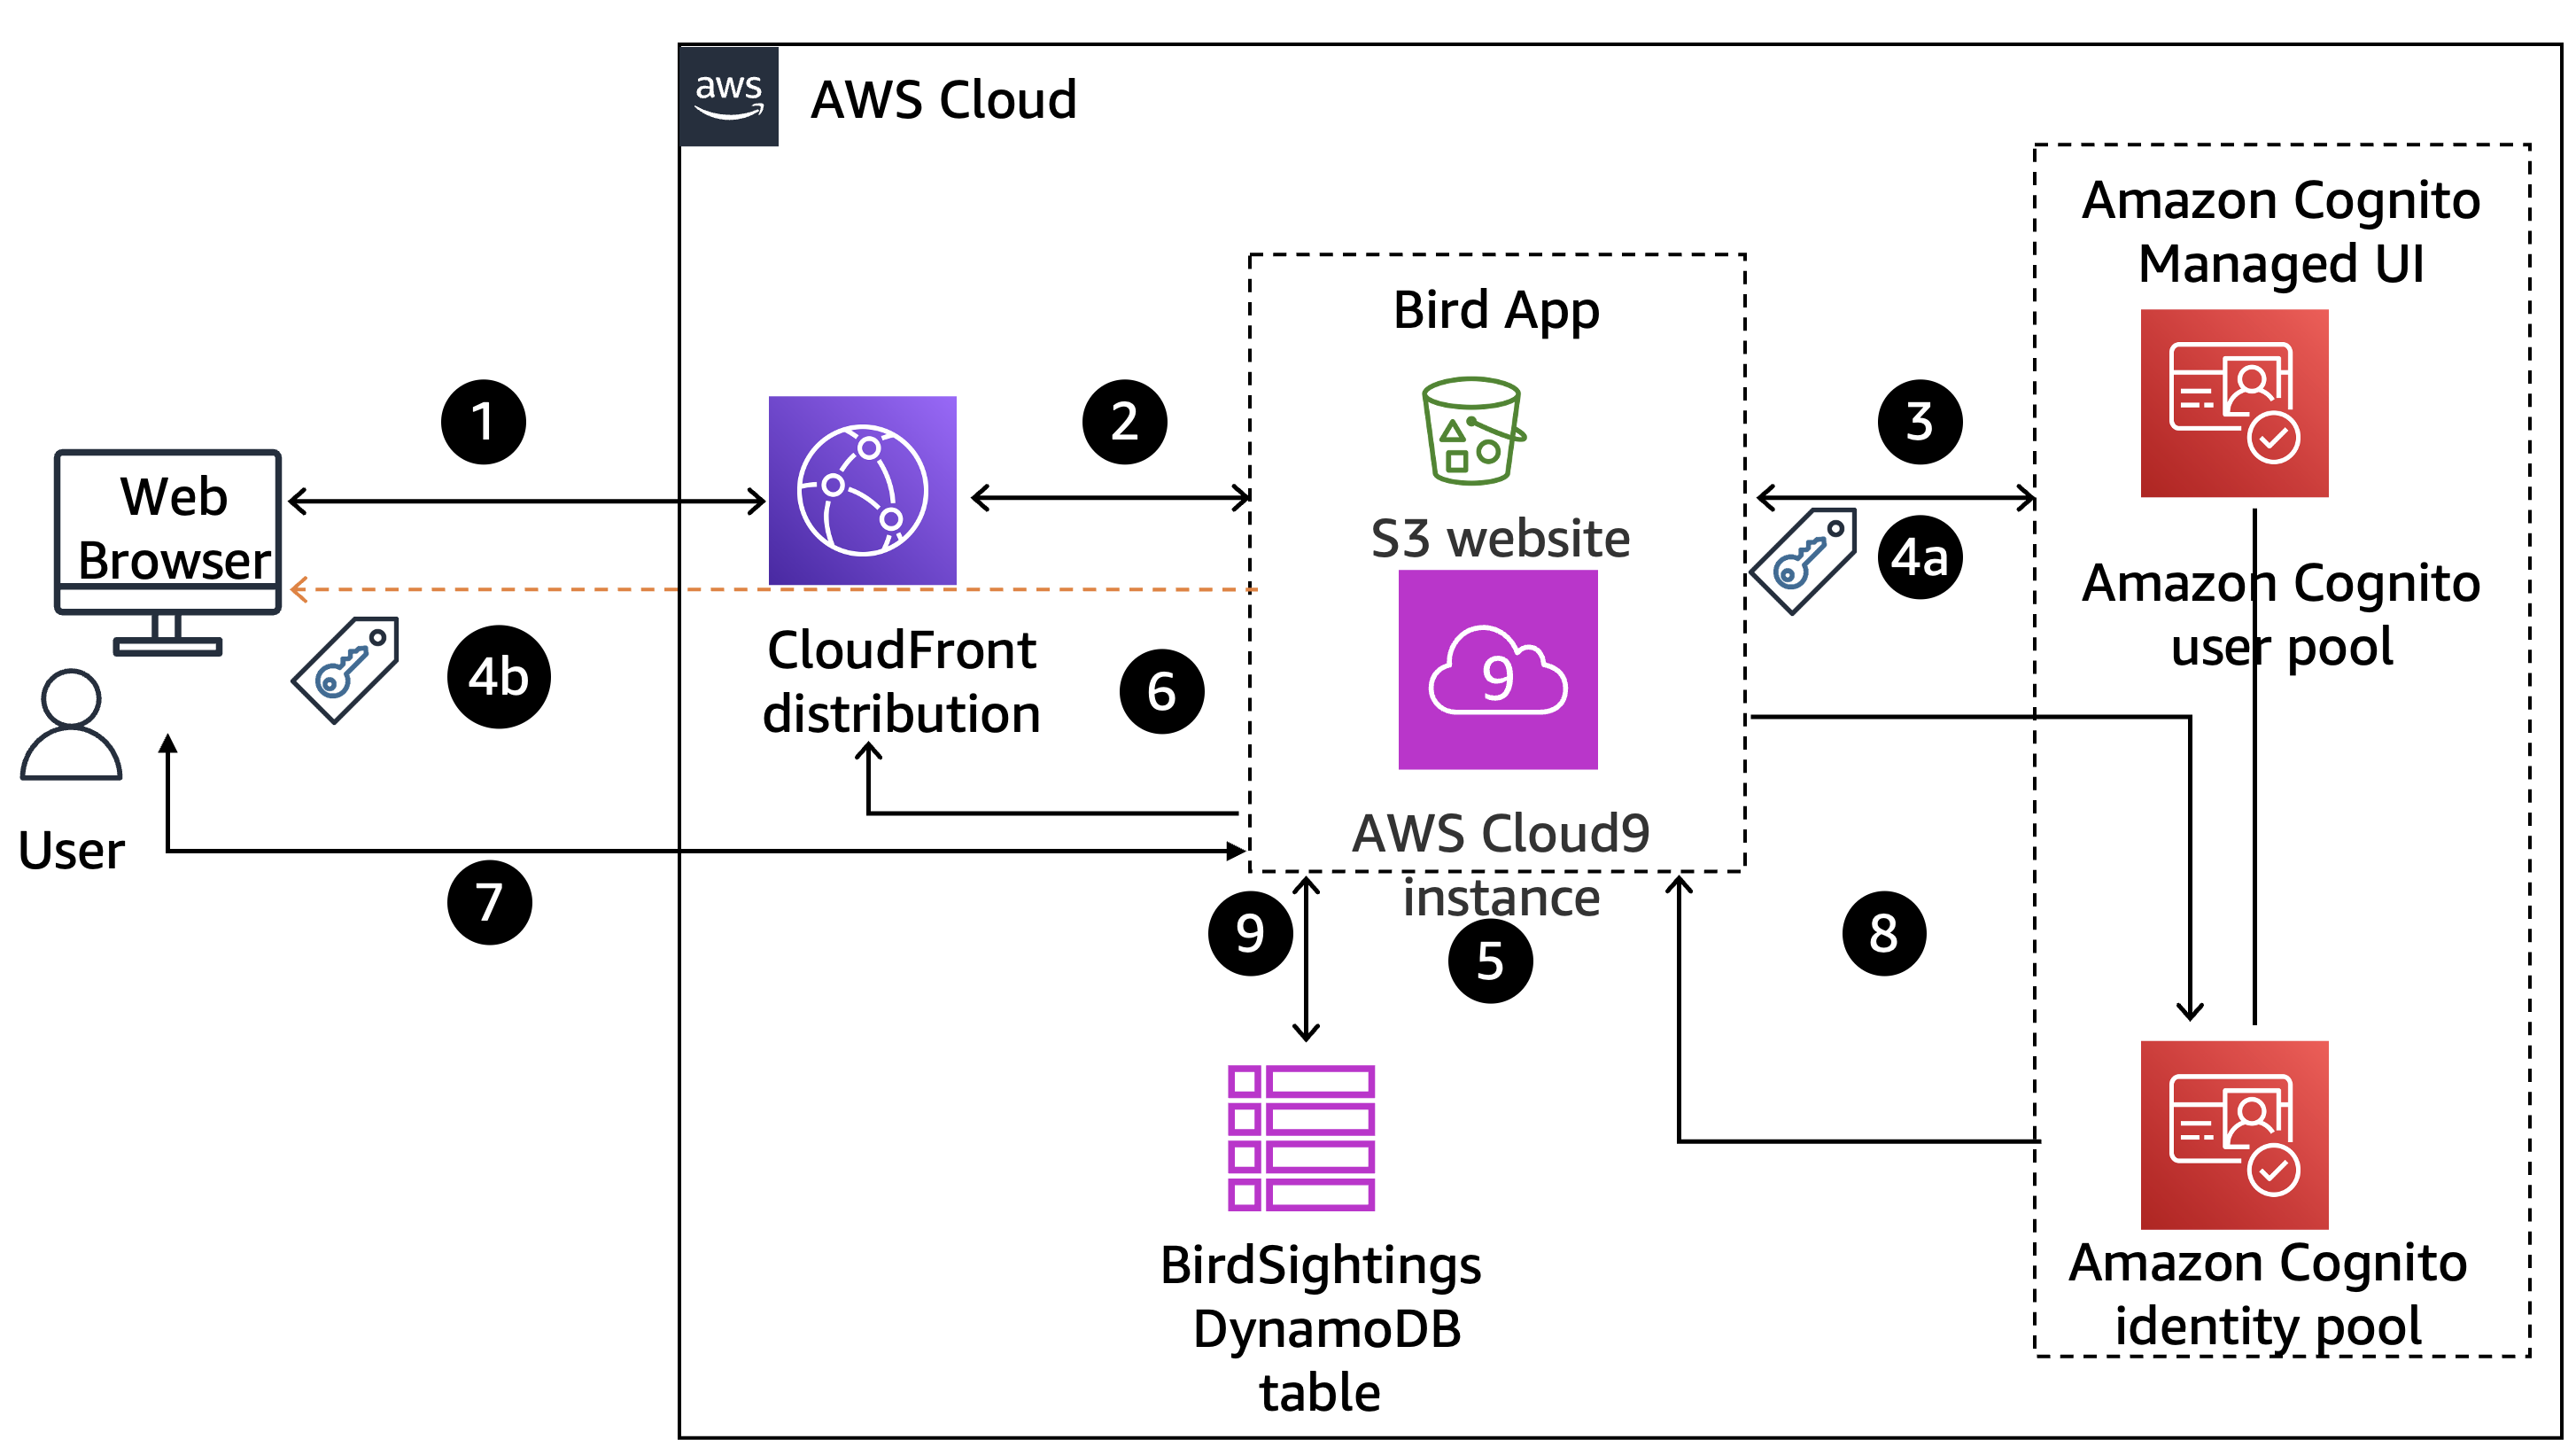 aws
AWS Cloud
Amazon Cognito
Managed UI
Bird App
1
2
3
Web
Browser
S3 website
4a
Amazon Cognito
user pool
4b
CloudFront
distribution
6
9
User
AWS Cloud9
instance
7
9
5
8
BirdSightings
DynamoDB
table
Amazon Cognito
identity pool